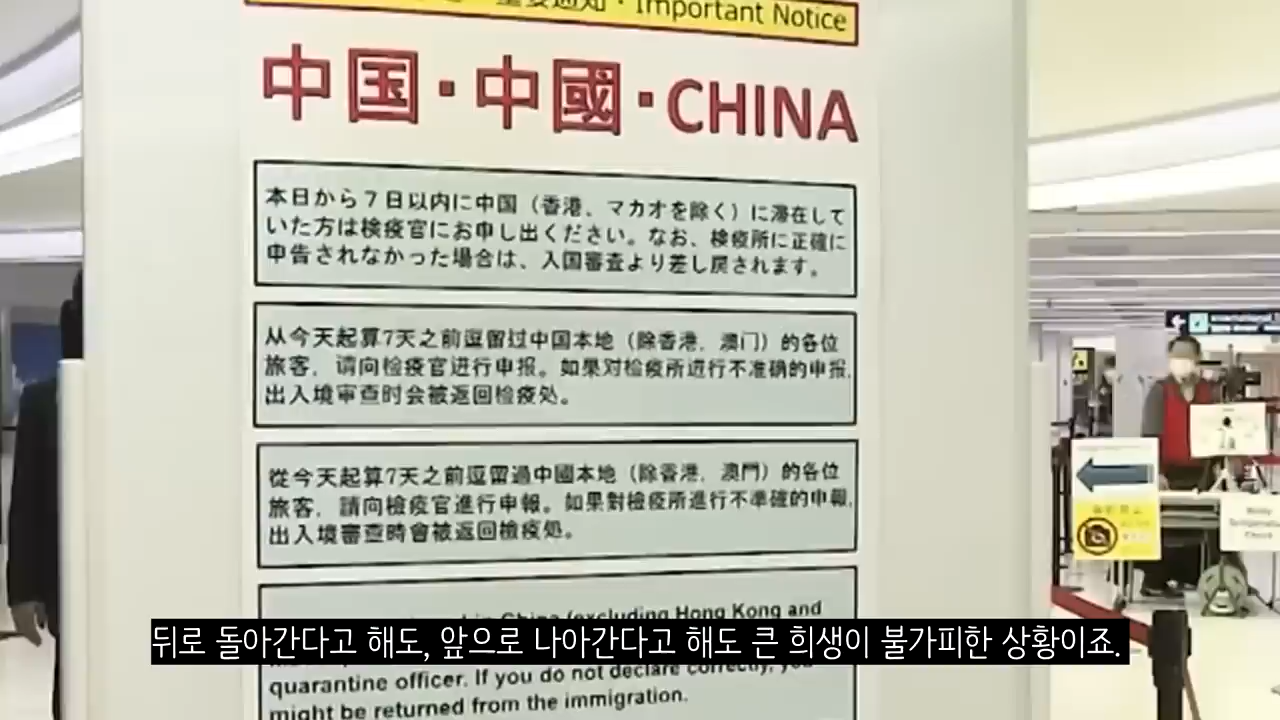 重要通知・Important Notice
中国・中國・CHINA
本日から7日以内に中国（香港、マカオを除く）に滞在して
いた方は検疫官にお申し出ください。なお、検疫所に正確に
申告されなかった場合は、入国審査より差し戻されます。
从今天起算7天之前逗留过中国本地（除香港，澳门）的各位
旅客，请向检疫官进行申报。如果对检疫所进行不准确的申报,
出入境审查时会被返回检疫处。
從今天起算7天之前逗留過中國本地（除香港，澳門）的各位
旅客，請向檢疫官進行申報。如果對檢疫所進行不準確的申報,
出入境審查時會被返回檢疫処。
in China (excluding Hong Kong and
뒤로 돌아간다고 해도, 앞으로 나아간다고 해도 큰 희생이 불가피한 상황이죠.
quarantine officer. If you do not declare correctly, you
might be returned from the immigration.